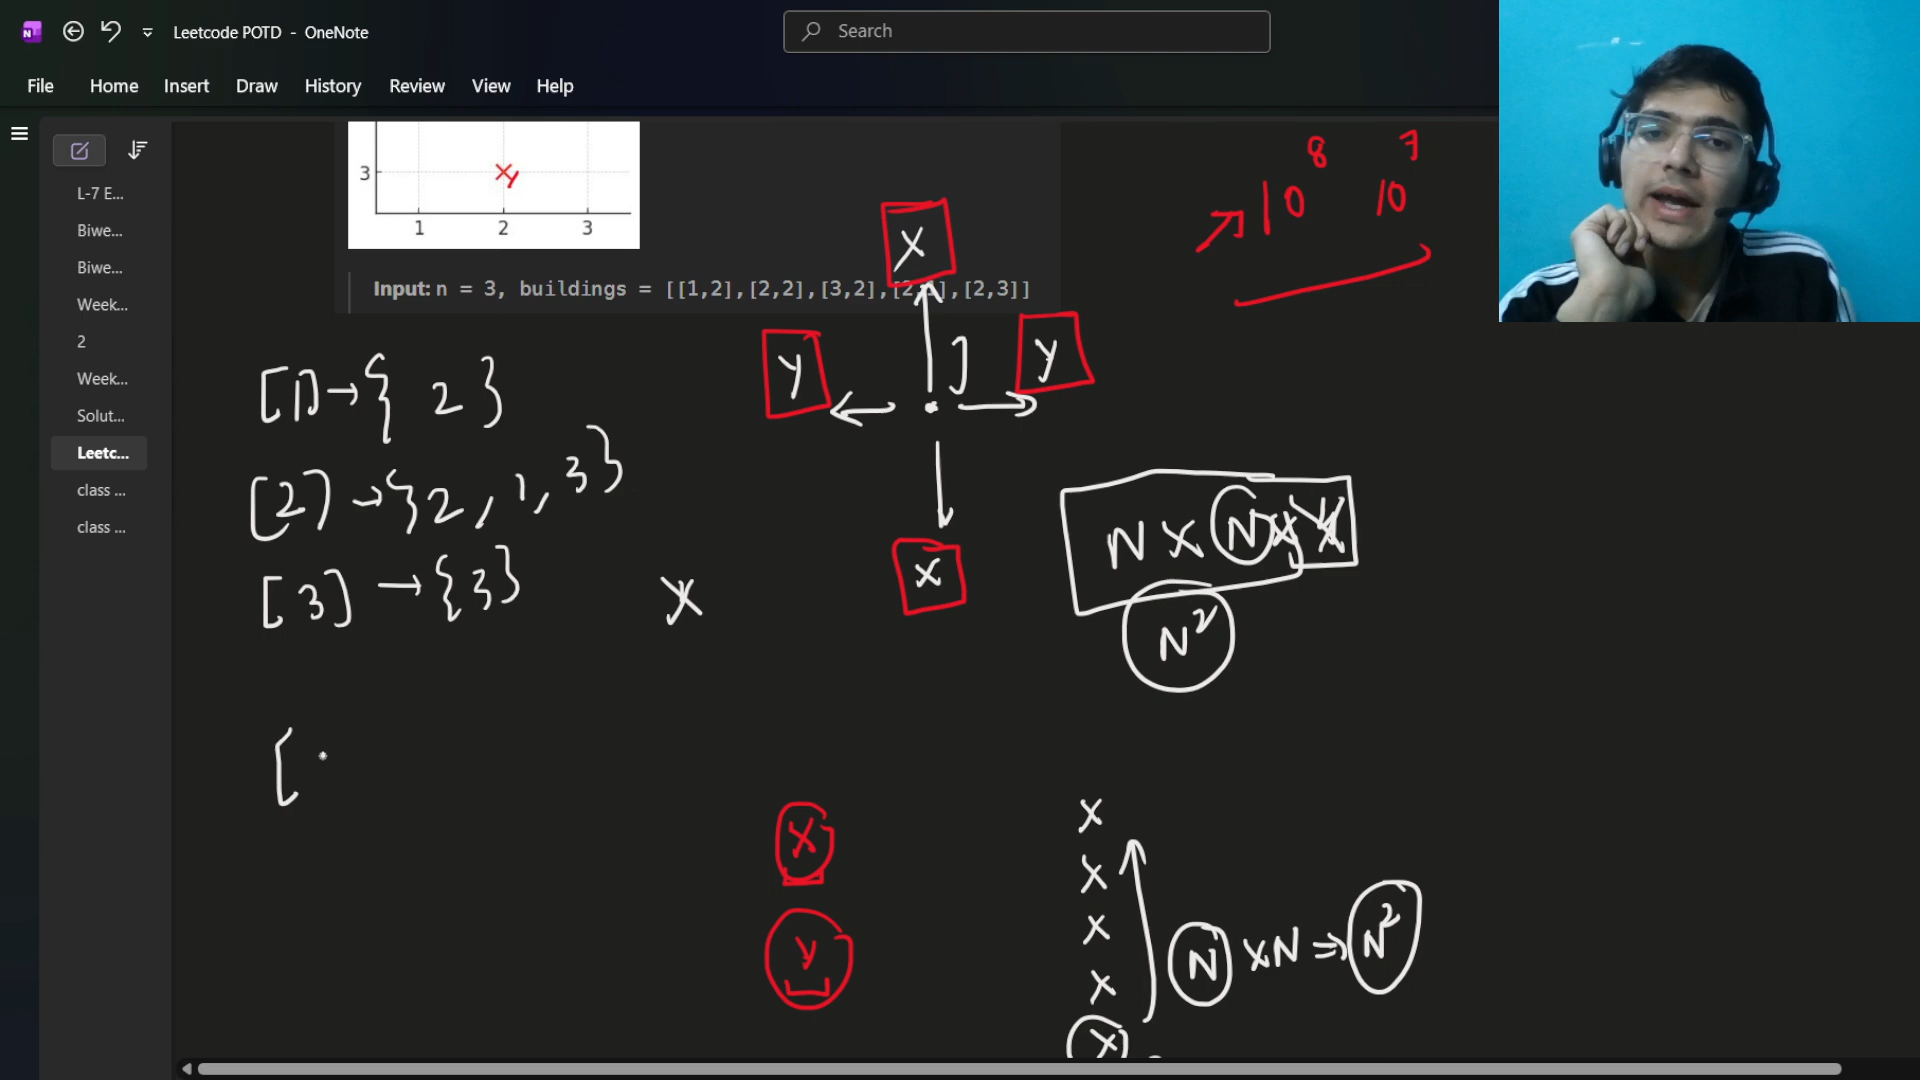 Leetcode POTD - OneNote
Search
File Home Insert Draw History Review View Help
L-7 E...
Biwe...
Biwe...
Week...
2
Week...
Solut...
Leetc...
class ...
class ...
3
x y
1 2 3
Input: n = 3, buildings = [[1,2],[2,2],[3,2],[2,1],[2,3]]
10^8 10^7
x
y y
x
[1] → { 2 }
[2] → { 2, 1, 3 }
[3] → { 3 }
x
N x N x
N^2
[
x
y
x
x
x
x
x
N x N ⇒ N^2